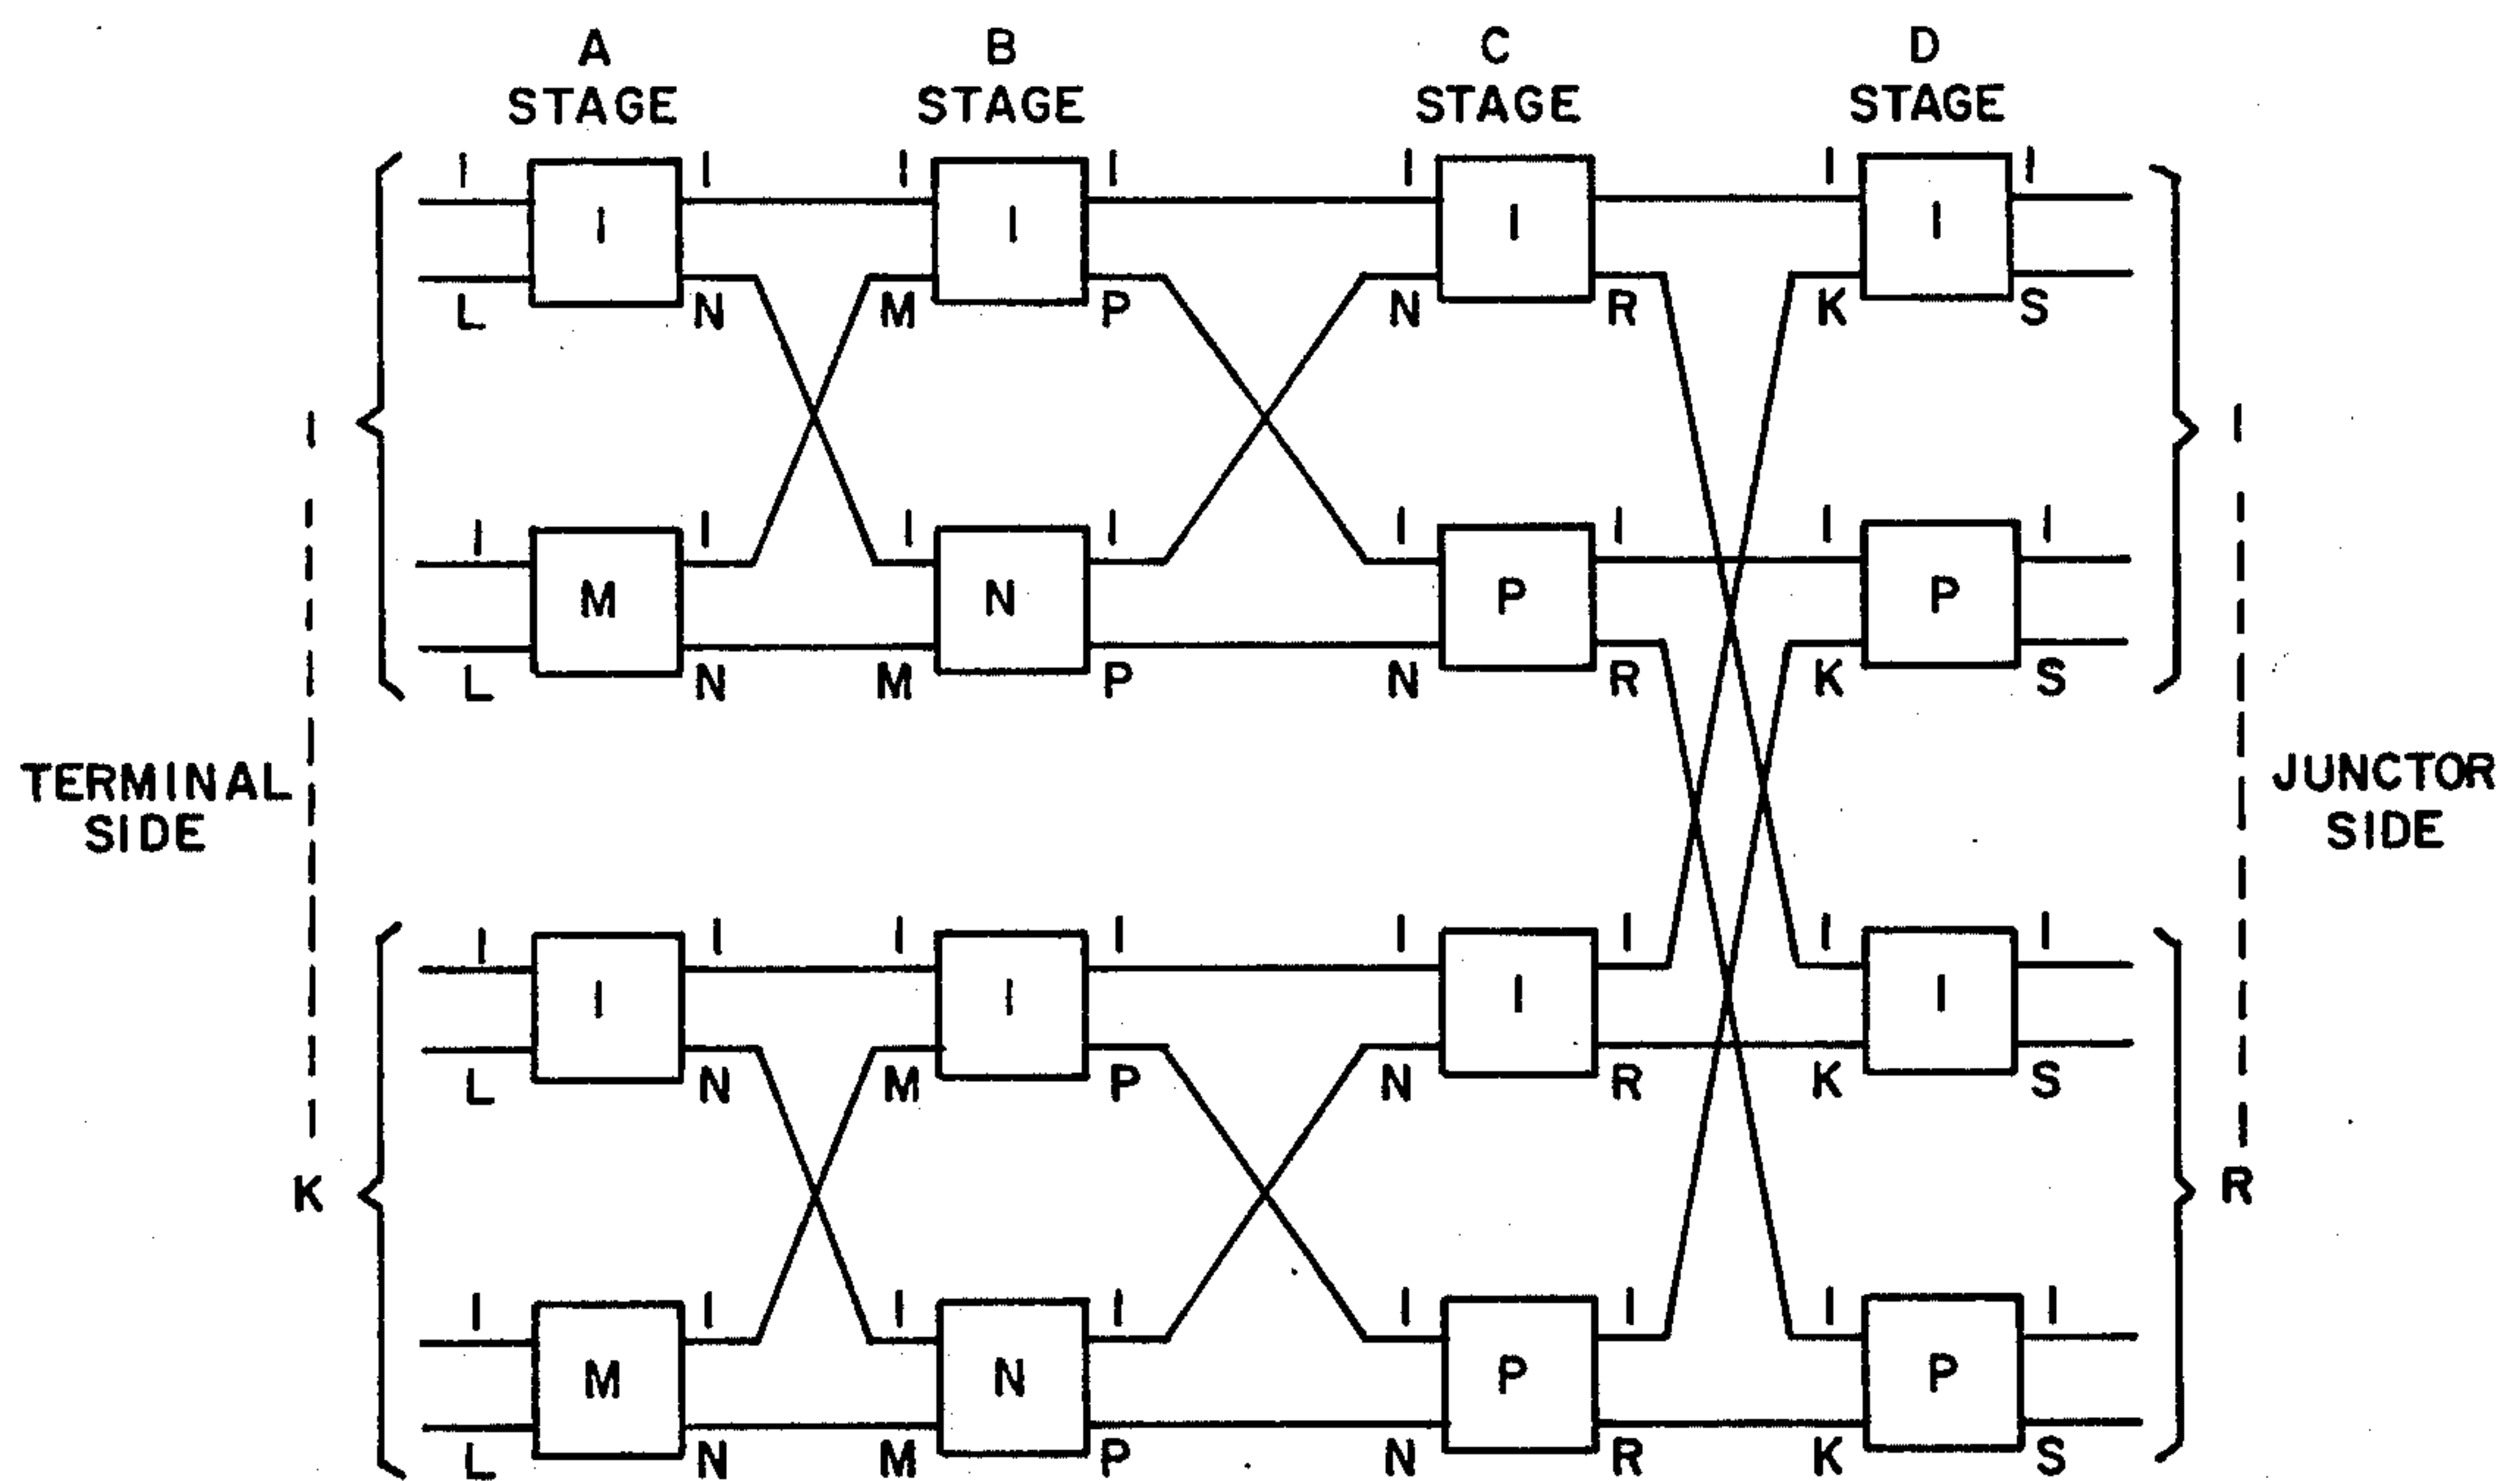 A B C D
STAGE STAGE STAGE STAGE
I I I I I I I
I I I I
L N M P N R K S
I I
I I I I I I I I
M N P P
L N M P N R K S
TERMINAL JUNCTOR
SIDE SIDE
I I I I I I I I
I I I I
L N M P N R K S
K R
I I I I I I I I
M N P P
L N M P N R K S